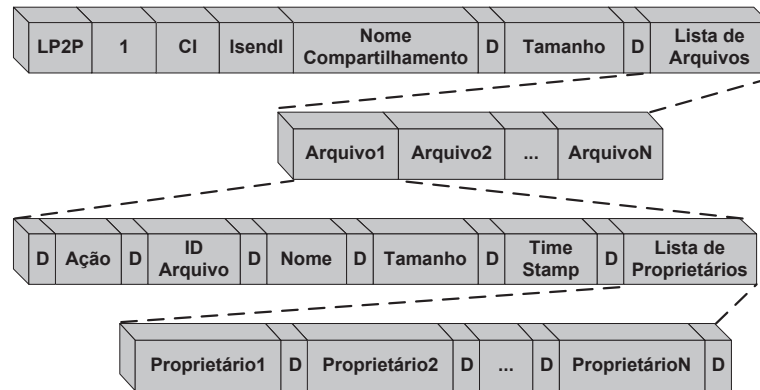 LP2P 1 CI IsendI Nome Compartilhamento D Tamanho D Lista de Arquivos
Arquivo1 Arquivo2 ... ArquivoN
D Ação D ID Arquivo D Nome D Tamanho D Time Stamp D Lista de Proprietários
Proprietário1 D Proprietário2 D ... D ProprietárioN D